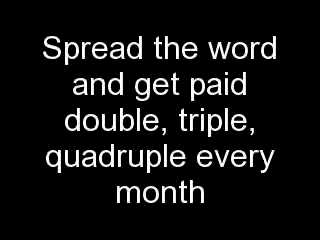 Spread the word
and get paid
double, triple,
quadruple every
month